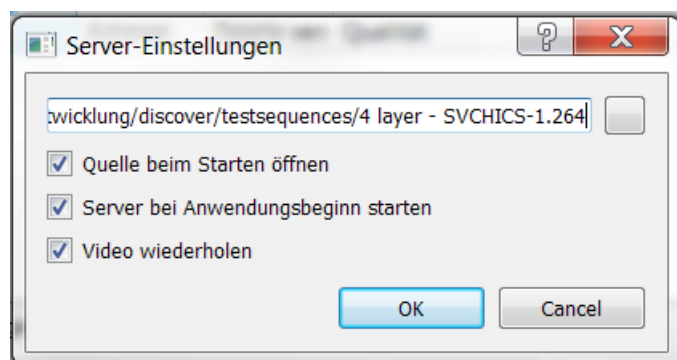 Server-Einstellungen
twicklung/discover/testsequences/4 layer - SVCHICS-1.264
Quelle beim Starten öffnen
Server bei Anwendungsbeginn starten
Video wiederholen
OK
Cancel